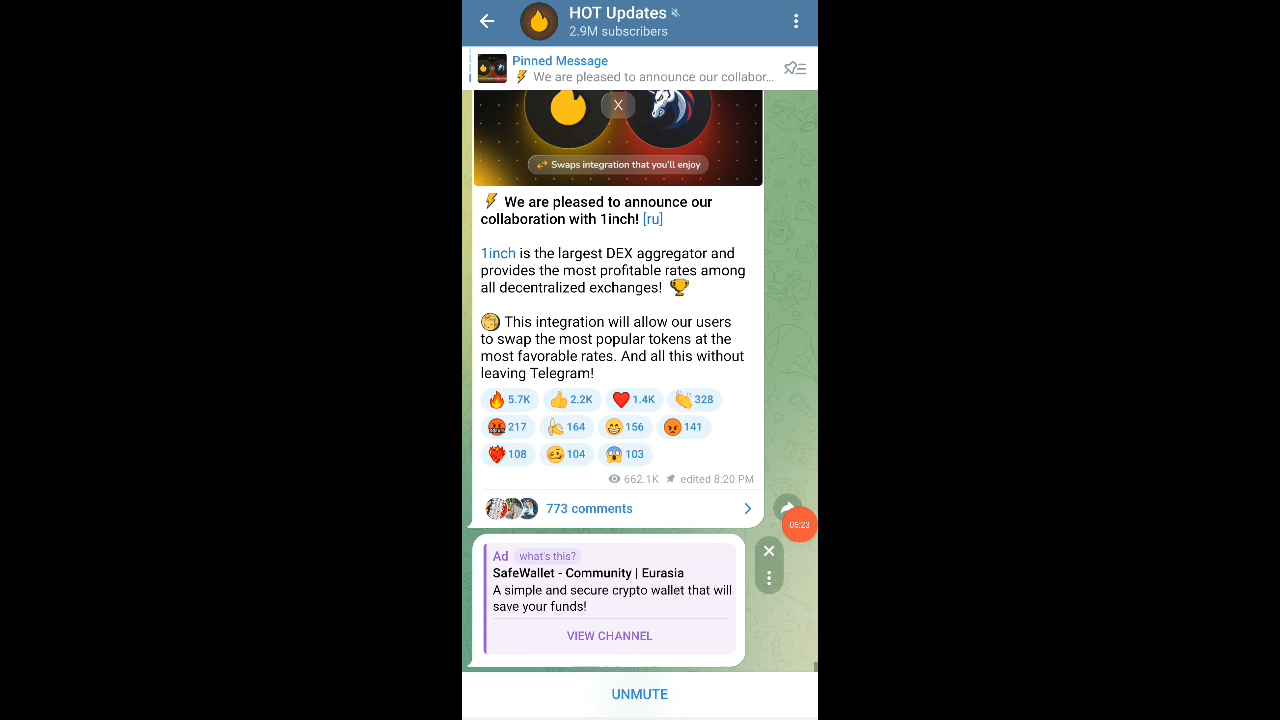 HOT Updates
2.9M subscribers
Pinned Message
⚡ We are pleased to announce our collabor...
X
Swaps integration that you'll enjoy
⚡ We are pleased to announce our
collaboration with 1inch! [ru]
1inch is the largest DEX aggregator and
provides the most profitable rates among
all decentralized exchanges! 🏆
🪙 This integration will allow our users
to swap the most popular tokens at the
most favorable rates. And all this without
leaving Telegram!
🔥 5.7K 👍 2.2K ❤️ 1.4K 👏 328
🤬 217 🍌 164 😁 156 😡 141
❤️‍🔥 108 🥴 104 😱 103
662.1K edited 8:20 PM
773 comments
05:23
Ad what's this?
SafeWallet - Community | Eurasia
A simple and secure crypto wallet that will
save your funds!
VIEW CHANNEL
UNMUTE